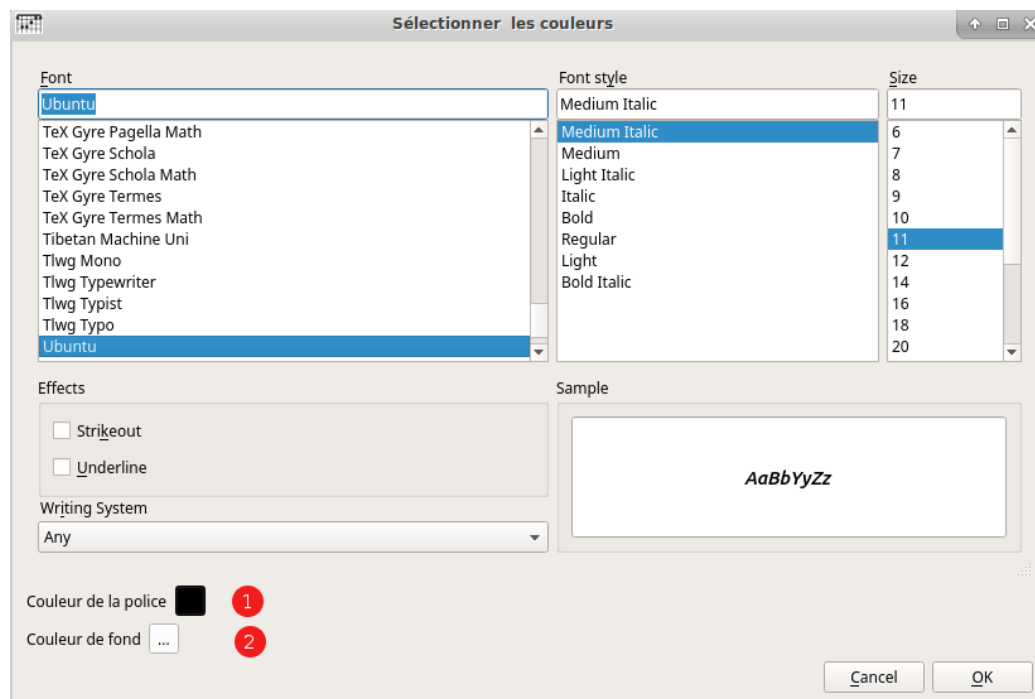 Sélectionner les couleurs
Font
Ubuntu
TeX Gyre Pagella Math
TeX Gyre Schola
TeX Gyre Schola Math
TeX Gyre Termes
TeX Gyre Termes Math
Tibetan Machine Uni
Tlwg Mono
Tlwg Typewriter
Tlwg Typist
Tlwg Typo
Ubuntu
Font style
Medium Italic
Medium Italic
Medium
Light Italic
Italic
Bold
Regular
Light
Bold Italic
Size
11
6
7
8
9
10
11
12
14
16
18
20
Effects
Strikeout
Underline
Sample
AaBbYyZz
Writing System
Any
Couleur de la police
1
Couleur de fond ...
2
Cancel
OK